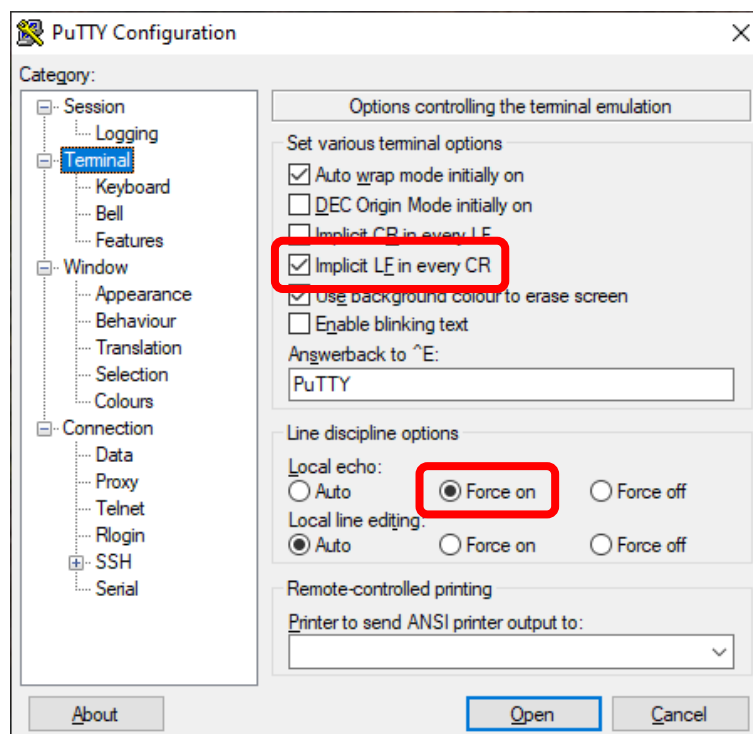 PuTTY Configuration
Category:
Session
Logging
Terminal
Keyboard
Bell
Features
Window
Appearance
Behaviour
Translation
Selection
Colours
Connection
Data
Proxy
Telnet
Rlogin
SSH
Serial
Options controlling the terminal emulation
Set various terminal options
Auto wrap mode initially on
DEC Origin Mode initially on
Implicit CR in every LF
Implicit LF in every CR
Use background colour to erase screen
Enable blinking text
Answerback to ^E:
PuTTY
Line discipline options
Local echo:
Auto Force on Force off
Local line editing:
Auto Force on Force off
Remote-controlled printing
Printer to send ANSI printer output to:
About Open Cancel